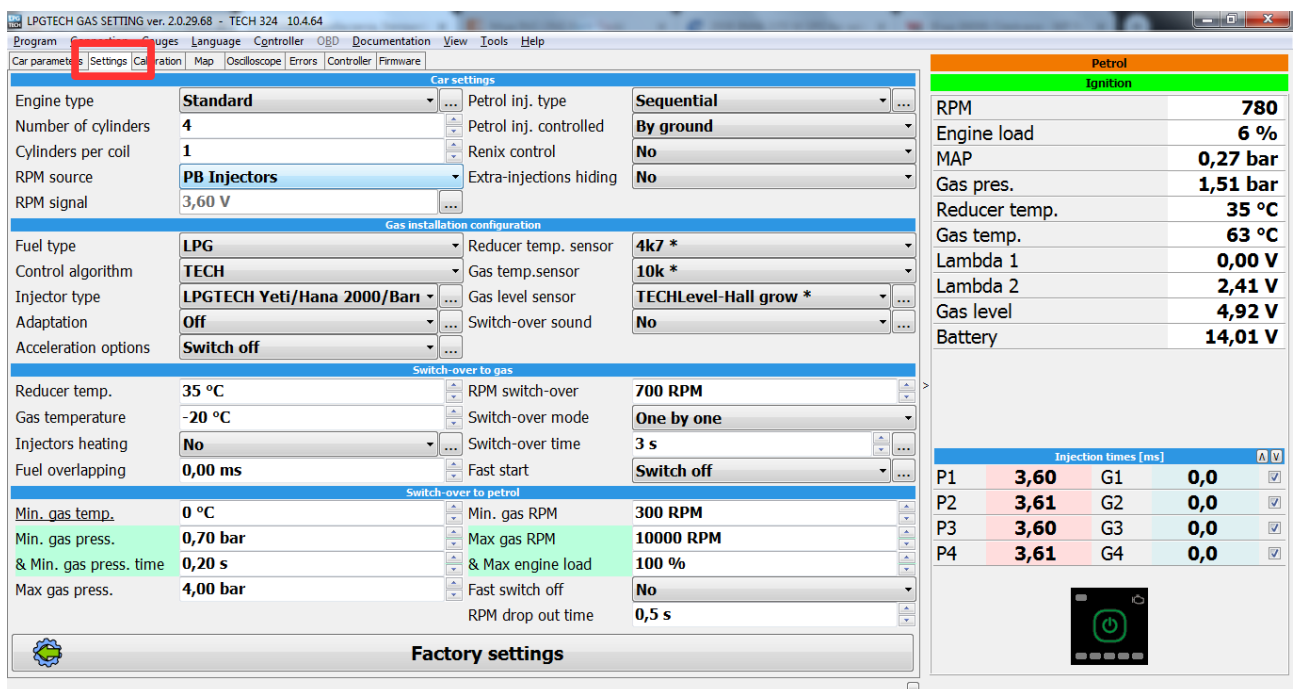 LPGTECH GAS SETTING ver. 2.0.29.68 - TECH 324 10.4.64
Program Gauges Language Controller OBD Documentation View Tools Help
Car parameters Settings Calibration Map Oscilloscope Errors Controller Firmware
Car settings
Engine type Standard ... Petrol inj. type Sequential ...
Number of cylinders 4 Petrol inj. controlled By ground
Cylinders per coil 1 Renix control No
RPM source PB Injectors Extra-injections hiding No
RPM signal 3,60 V ...
Gas installation configuration
Fuel type LPG Reducer temp. sensor 4k7 *
Control algorithm TECH Gas temp.sensor 10k *
Injector type LPGTECH Yeti/Hana 2000/Barı ... Gas level sensor TECHLevel-Hall grow * ...
Adaptation Off ... Switch-over sound No ...
Acceleration options Switch off ...
Switch-over to gas
Reducer temp. 35 °C RPM switch-over 700 RPM
Gas temperature -20 °C Switch-over mode One by one
Injectors heating No ... Switch-over time 3 s ...
Fuel overlapping 0,00 ms Fast start Switch off ...
Switch-over to petrol
Min. gas temp. 0 °C Min. gas RPM 300 RPM
Min. gas press. 0,70 bar Max gas RPM 10000 RPM
& Min. gas press. time 0,20 s & Max engine load 100 %
Max gas press. 4,00 bar Fast switch off No
RPM drop out time 0,5 s
Factory settings
>
Petrol
Ignition
RPM 780
Engine load 6 %
MAP 0,27 bar
Gas pres. 1,51 bar
Reducer temp. 35 °C
Gas temp. 63 °C
Lambda 1 0,00 V
Lambda 2 2,41 V
Gas level 4,92 V
Battery 14,01 V
Injection times [ms]
P1 3,60 G1 0,0
P2 3,61 G2 0,0
P3 3,60 G3 0,0
P4 3,61 G4 0,0